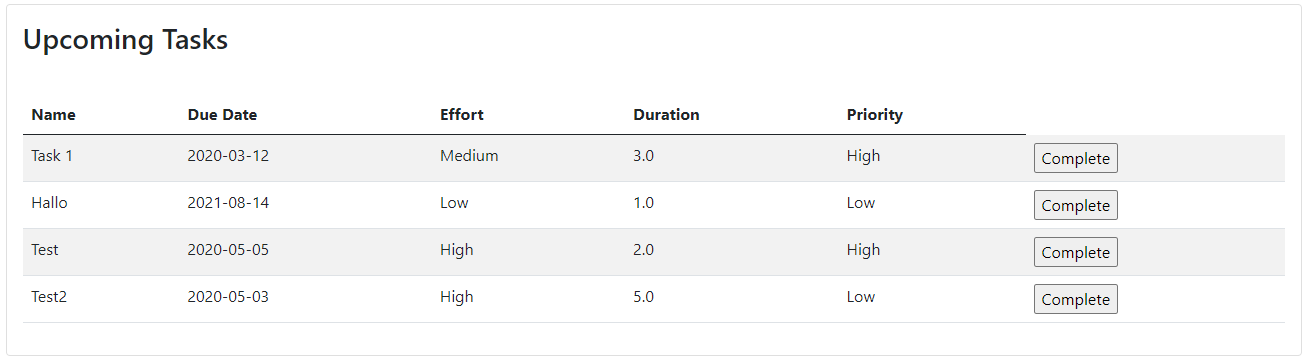 Upcoming Tasks
Name Due Date Effort Duration Priority
Task 1 2020-03-12 Medium 3.0 High Complete
Hallo 2021-08-14 Low 1.0 Low Complete
Test 2020-05-05 High 2.0 High Complete
Test2 2020-05-03 High 5.0 Low Complete